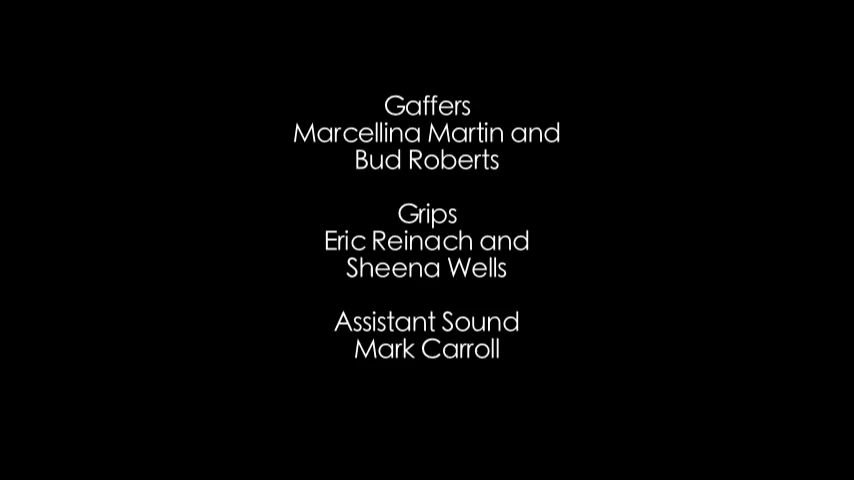 Gaffers
Marcellina Martin and
Bud Roberts
Grips
Eric Reinach and
Sheena Wells
Assistant Sound
Mark Carroll